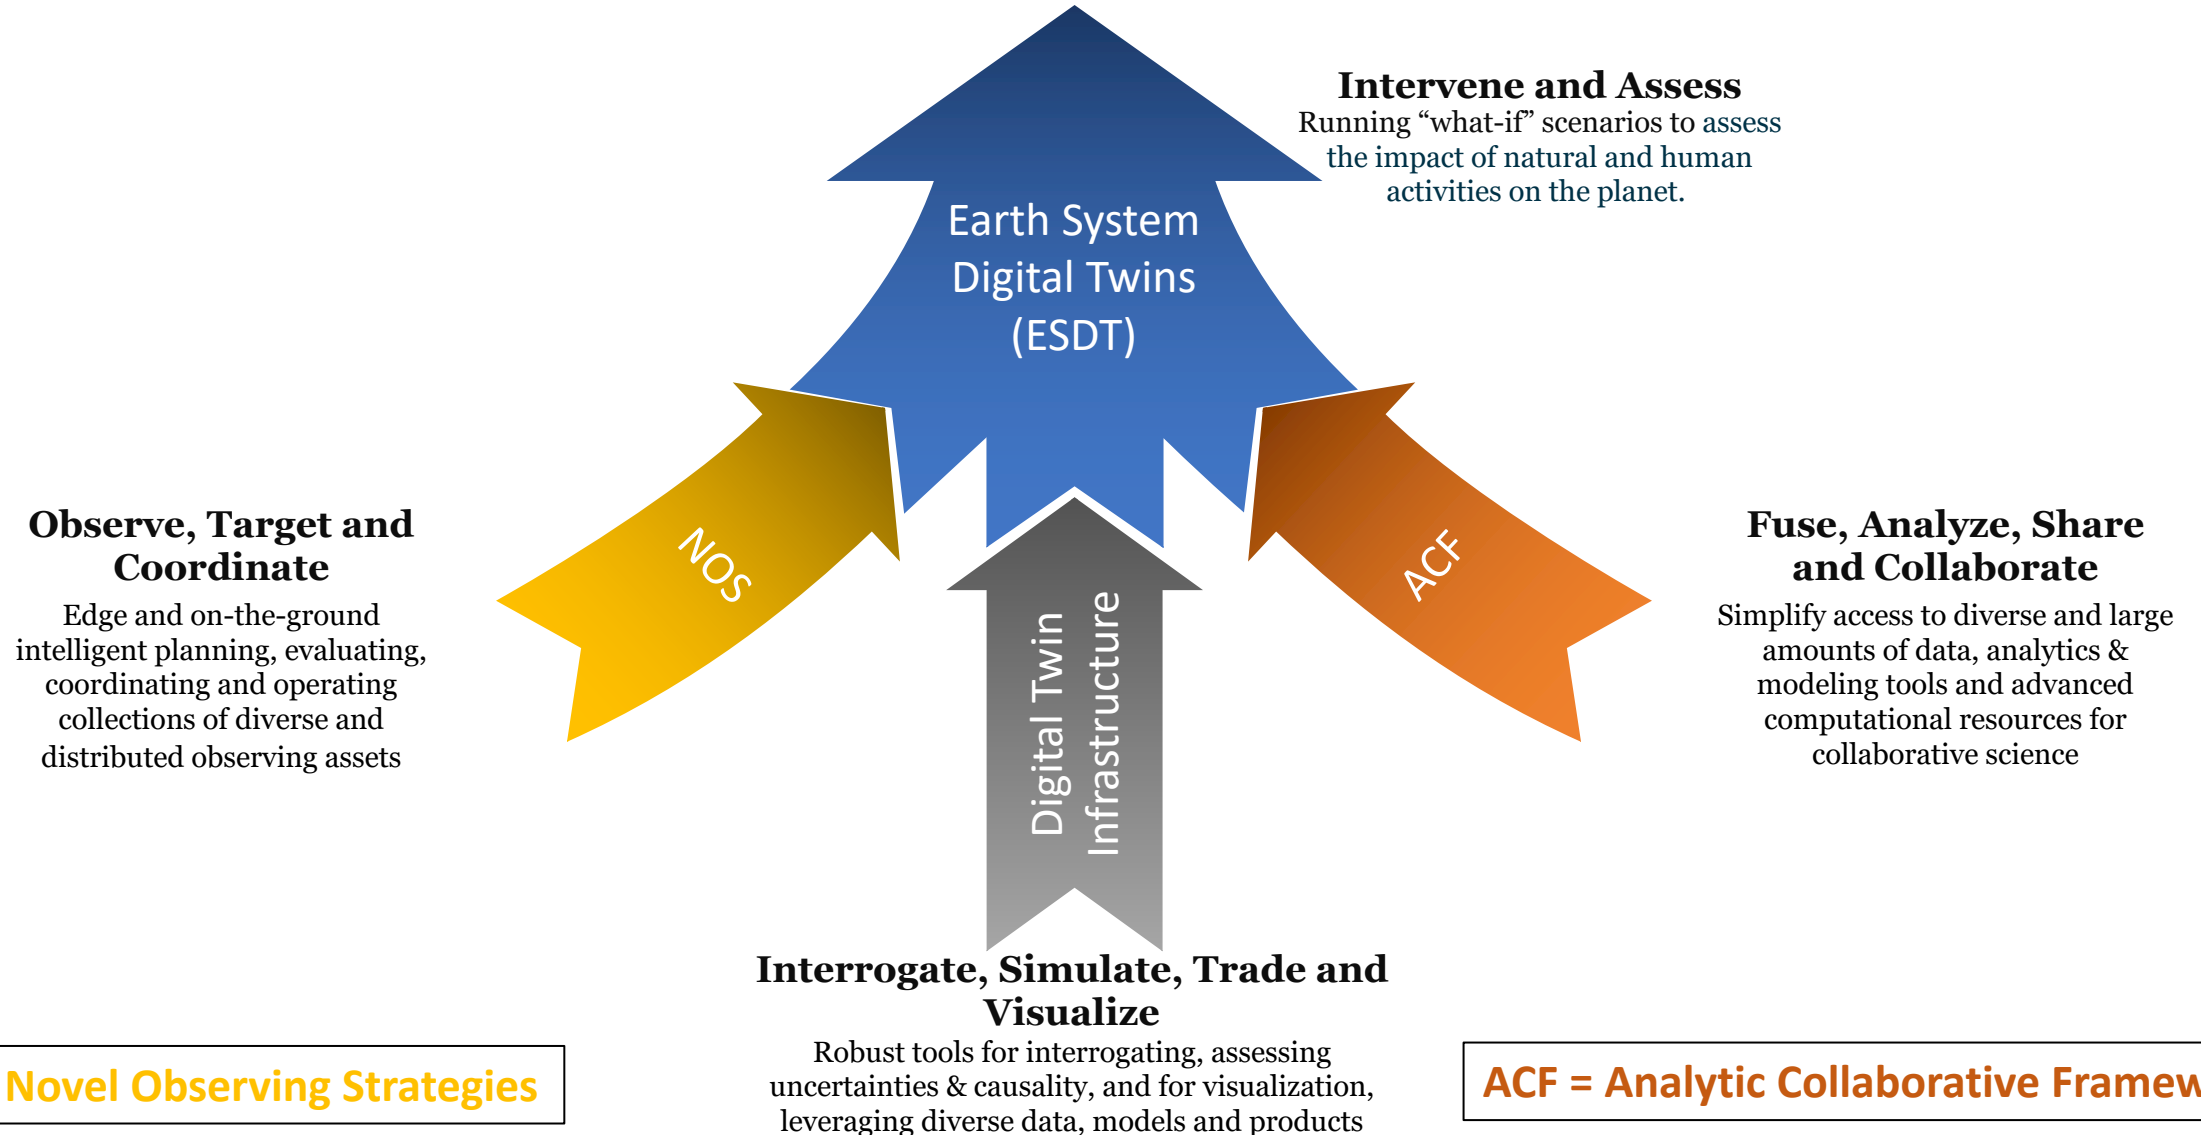 Intervene and Assess
Running “what-if” scenarios to assess
the impact of natural and human
activities on the planet.
Earth System
Digital Twins
(ESDT)
Observe, Target and
Coordinate
Edge and on-the-ground
intelligent planning, evaluating,
coordinating and operating
collections of diverse and
distributed observing assets
NOS
Digital Twin
Infrastructure
ACF
Fuse, Analyze, Share
and Collaborate
Simplify access to diverse and large
amounts of data, analytics &
modeling tools and advanced
computational resources for
collaborative science
Interrogate, Simulate, Trade and
Visualize
Robust tools for interrogating, assessing
uncertainties & causality, and for visualization,
leveraging diverse data, models and products
Novel Observing Strategies
ACF = Analytic Collaborative